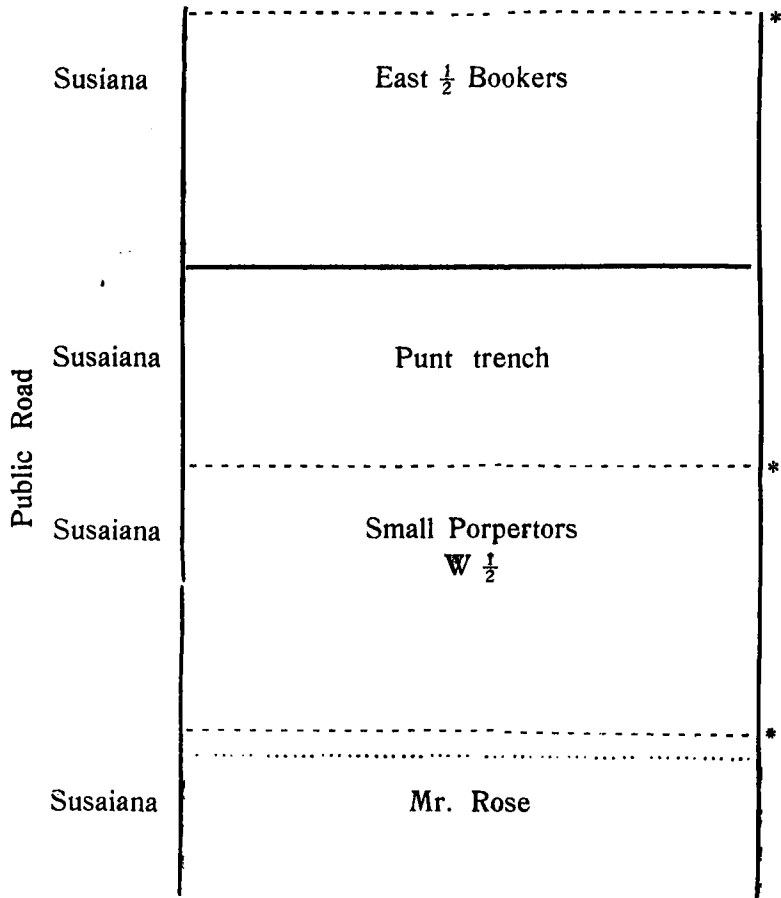 *
Susiana East ½ Bookers
Susaiana Punt trench
Public Road
*
Susaiana Small Porpertors
W ½
*
Susaiana Mr. Rose